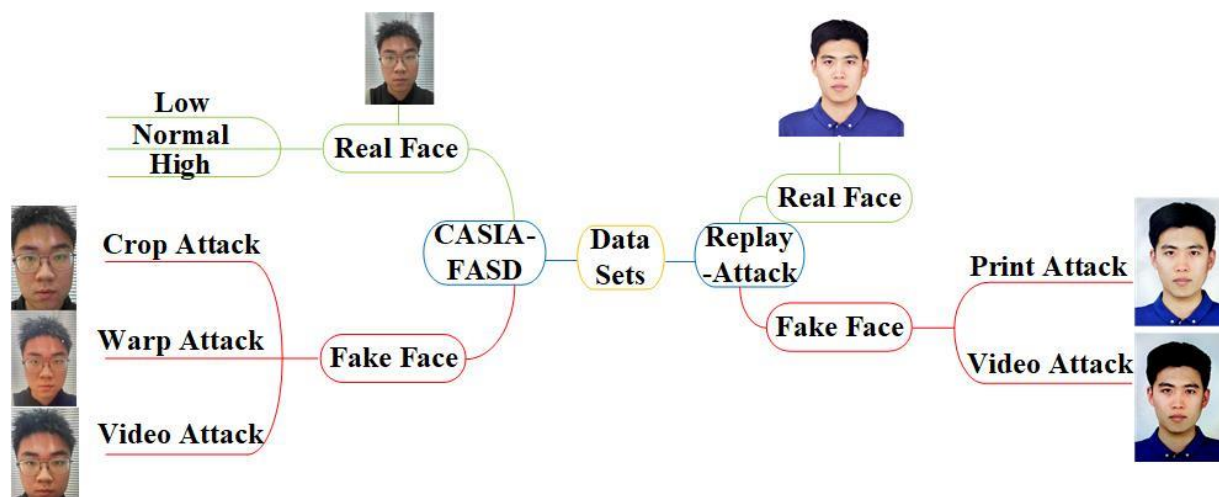 Low
Normal
High
Real Face
Crop Attack
Warp Attack
Video Attack
Fake Face
CASIA-
FASD
Data
Sets
Replay
-Attack
Real Face
Fake Face
Print Attack
Video Attack